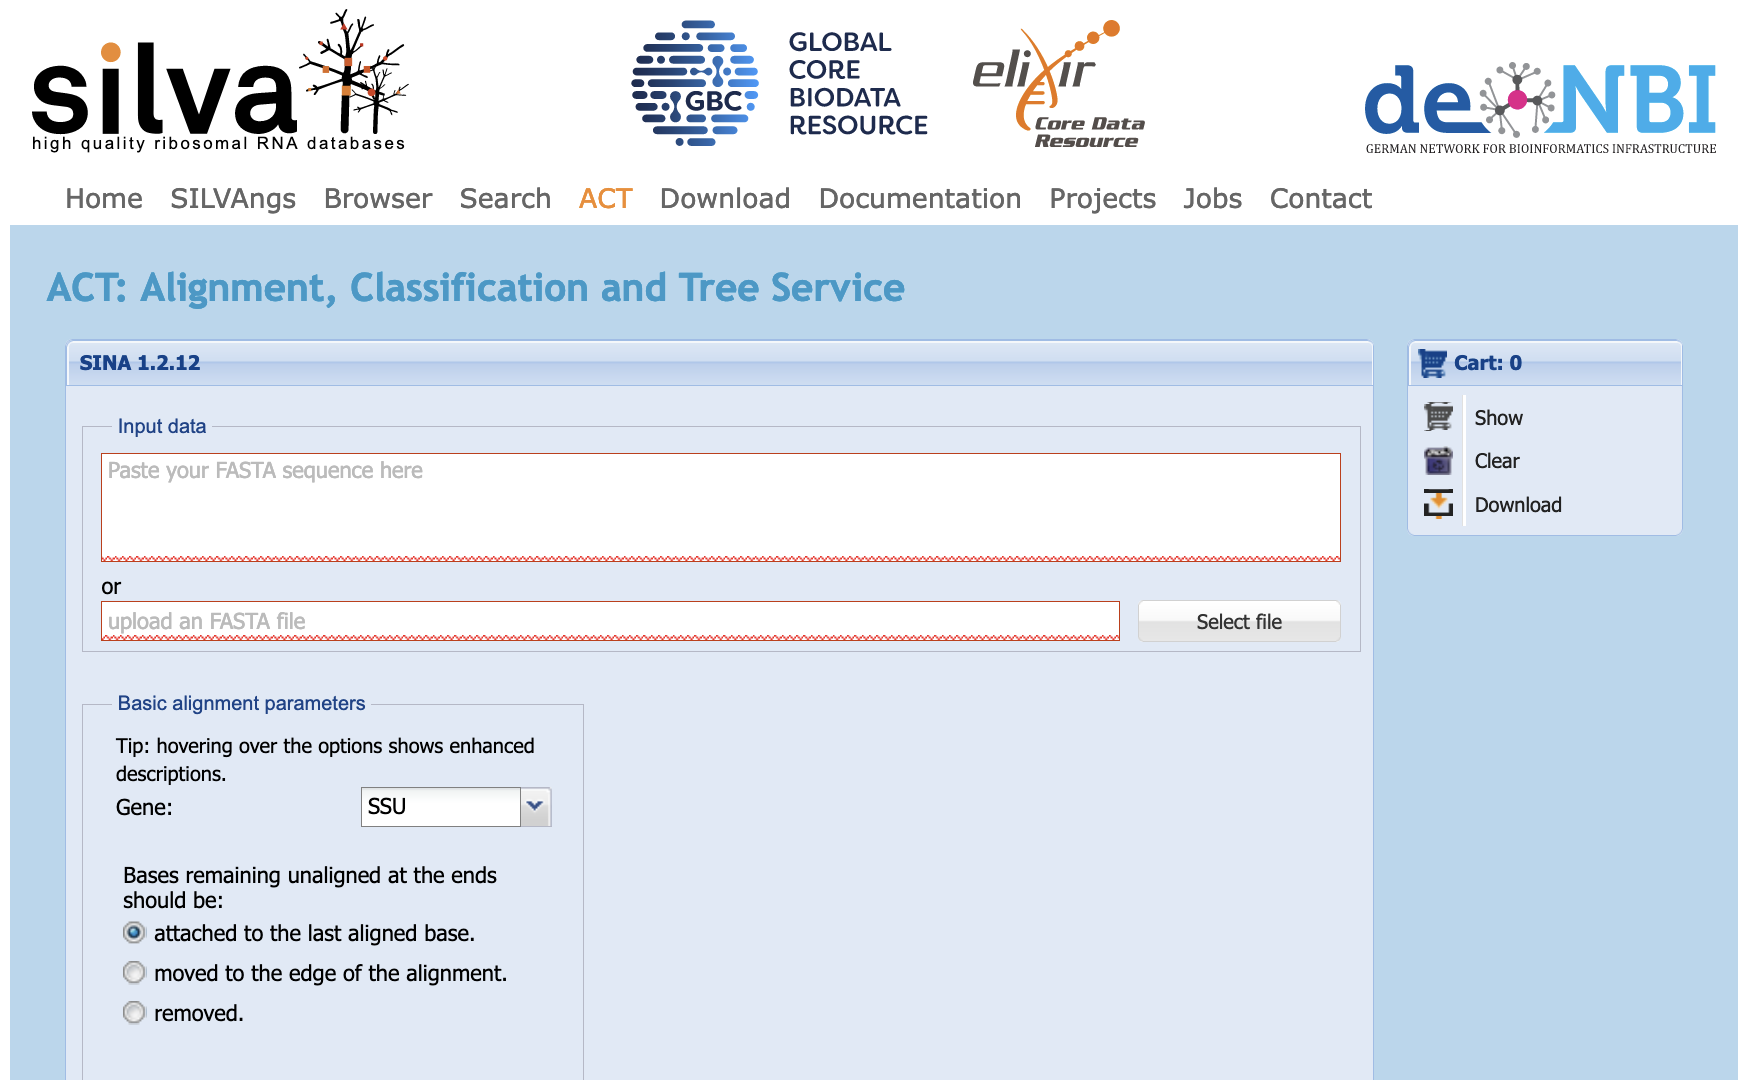 silva
high quality ribosomal RNA databases
GBC
GLOBAL
CORE
BIODATA
RESOURCE
elixir
Core Data
Resource
de NBI
GERMAN NETWORK FOR BIOINFORMATICS INFRASTRUCTURE
Home SILVAngs Browser Search ACT Download Documentation Projects Jobs Contact
ACT: Alignment, Classification and Tree Service
SINA 1.2.12
Input data
Paste your FASTA sequence here
or
upload an FASTA file
Select file
Basic alignment parameters
Tip: hovering over the options shows enhanced
descriptions.
Gene: SSU
Bases remaining unaligned at the ends
should be:
attached to the last aligned base.
moved to the edge of the alignment.
removed.
Cart: 0
Show
Clear
Download